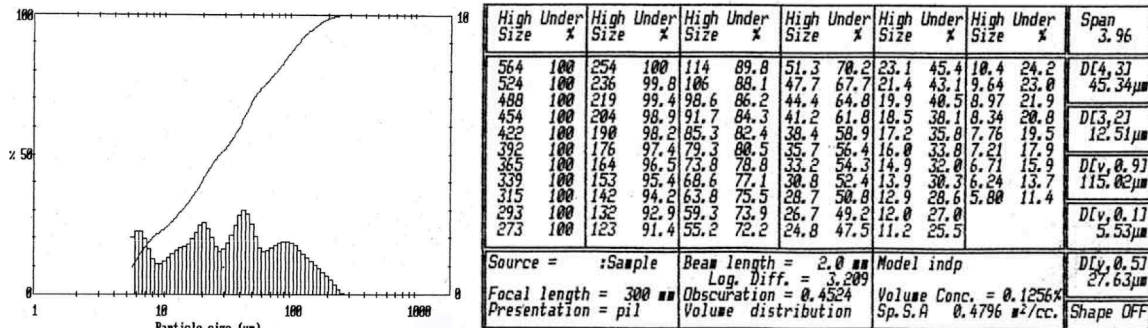 100
10
% 50
0
0
1
10
100
1000
Particle size (µm).
High Under High Under High Under High Under High Under High Under
Size % Size % Size % Size % Size % Size %
564 100 254 100 114 89.8 51.3 70.2 23.1 45.4 10.4 24.2
524 100 236 99.8 106 88.1 47.7 67.7 21.4 43.1 9.64 23.0
488 100 219 99.4 98.6 86.2 44.4 64.8 19.9 40.5 8.97 21.9
454 100 204 98.9 91.7 84.3 41.2 61.8 18.5 38.1 8.34 20.8
422 100 190 98.2 85.3 82.4 38.4 58.9 17.2 35.8 7.76 19.5
392 100 176 97.4 79.3 80.5 35.7 56.4 16.0 33.8 7.21 17.9
365 100 164 96.5 73.8 78.8 33.2 54.3 14.9 32.0 6.71 15.9
339 100 153 95.4 68.6 77.1 30.8 52.4 13.9 30.3 6.24 13.7
315 100 142 94.2 63.8 75.5 28.7 50.8 12.9 28.6 5.80 11.4
293 100 132 92.9 59.3 73.9 26.7 49.2 12.0 27.0
273 100 123 91.4 55.2 72.2 24.8 47.5 11.2 25.5
Span
3.96
D[4,3]
45.34µm
D[3,2]
12.51µm
D[v,0.9]
115.02µm
D[v,0.1]
5.53µm
D[v,0.5]
27.63µm
Shape OFF
Source = :Sample
Focal length = 300 mm
Presentation = pil
Beam length = 2.0 mm
Log. Diff. = 3.209
Obscuration = 0.4524
Volume distribution
Model indp
Volume Conc. = 0.1256%
Sp.S.A 0.4796 m²/cc.